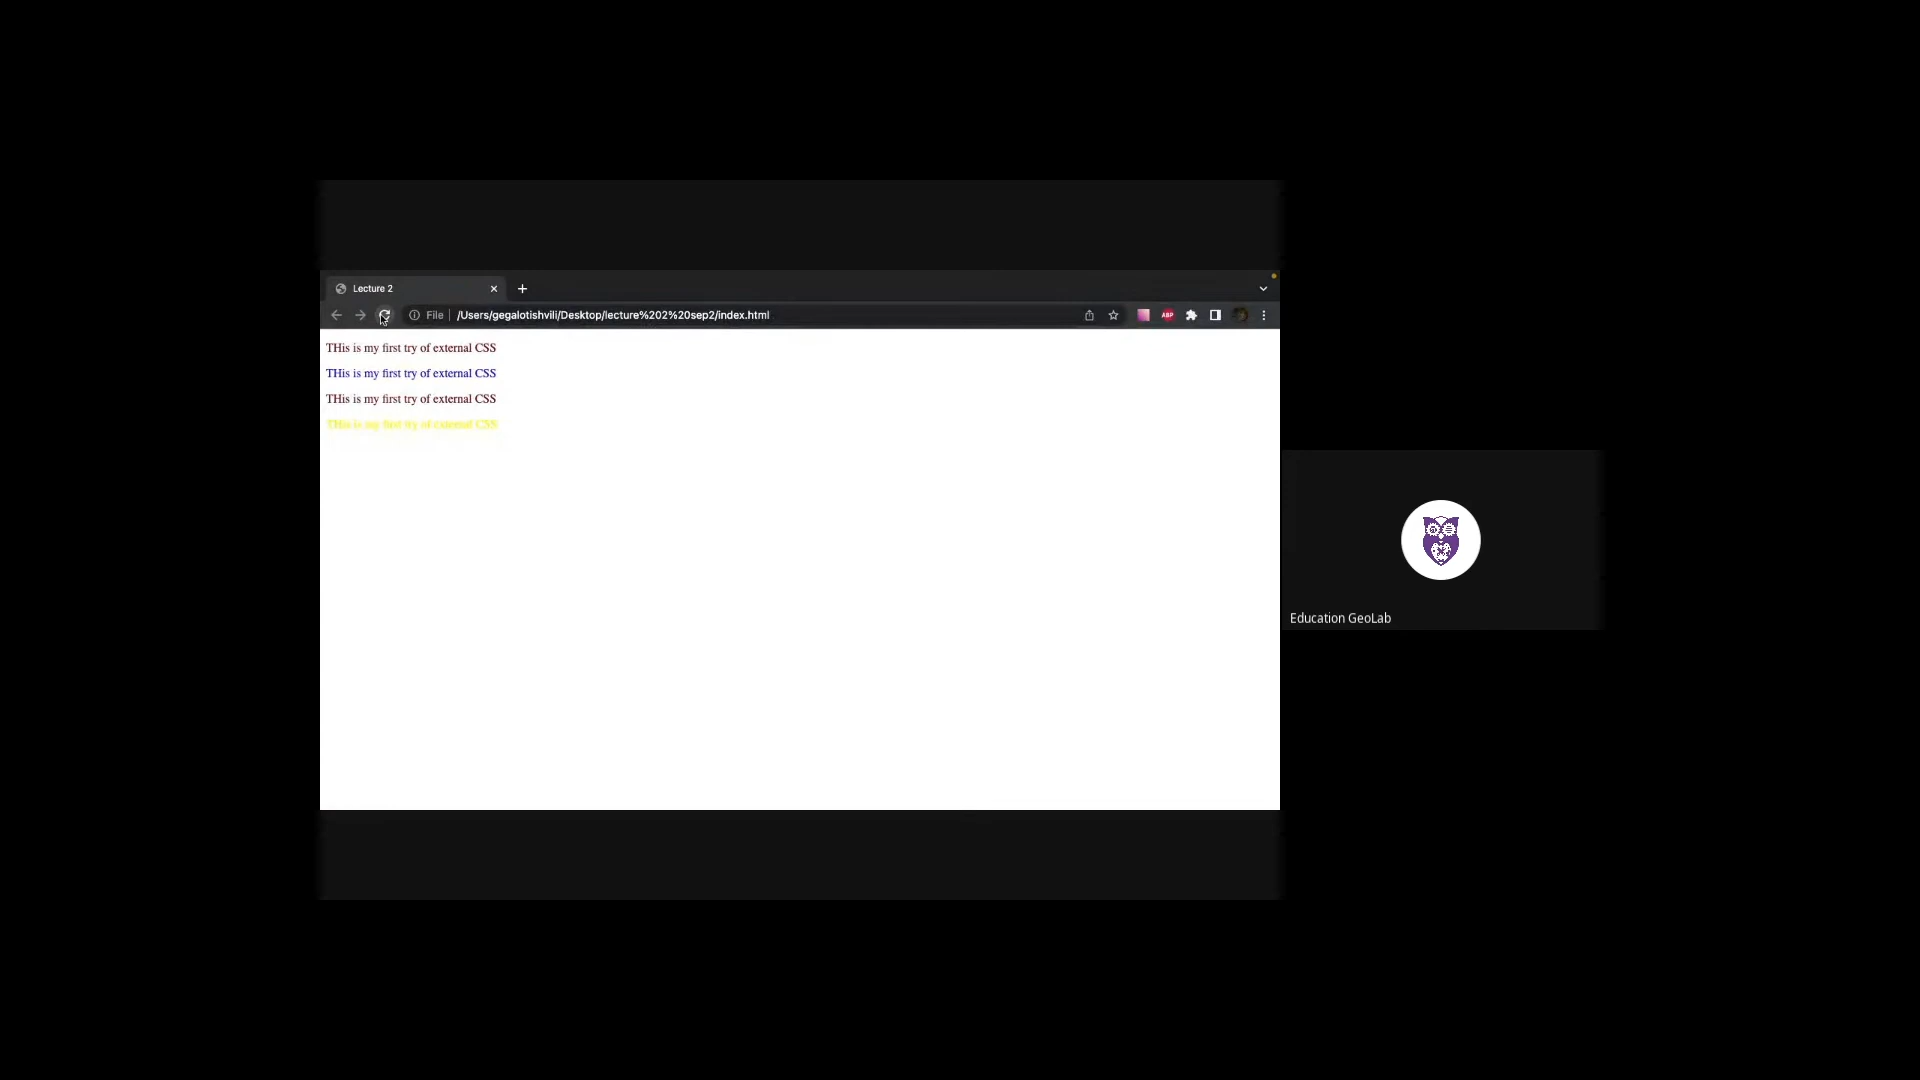 Lecture 2
File
/Users/gegalotishvili/Desktop/lecture%202%20sep2/index.html
ABP
THis is my first try of external CSS
THis is my first try of external CSS
THis is my first try of external CSS
THis is my first try of external CSS
Education GeoLab